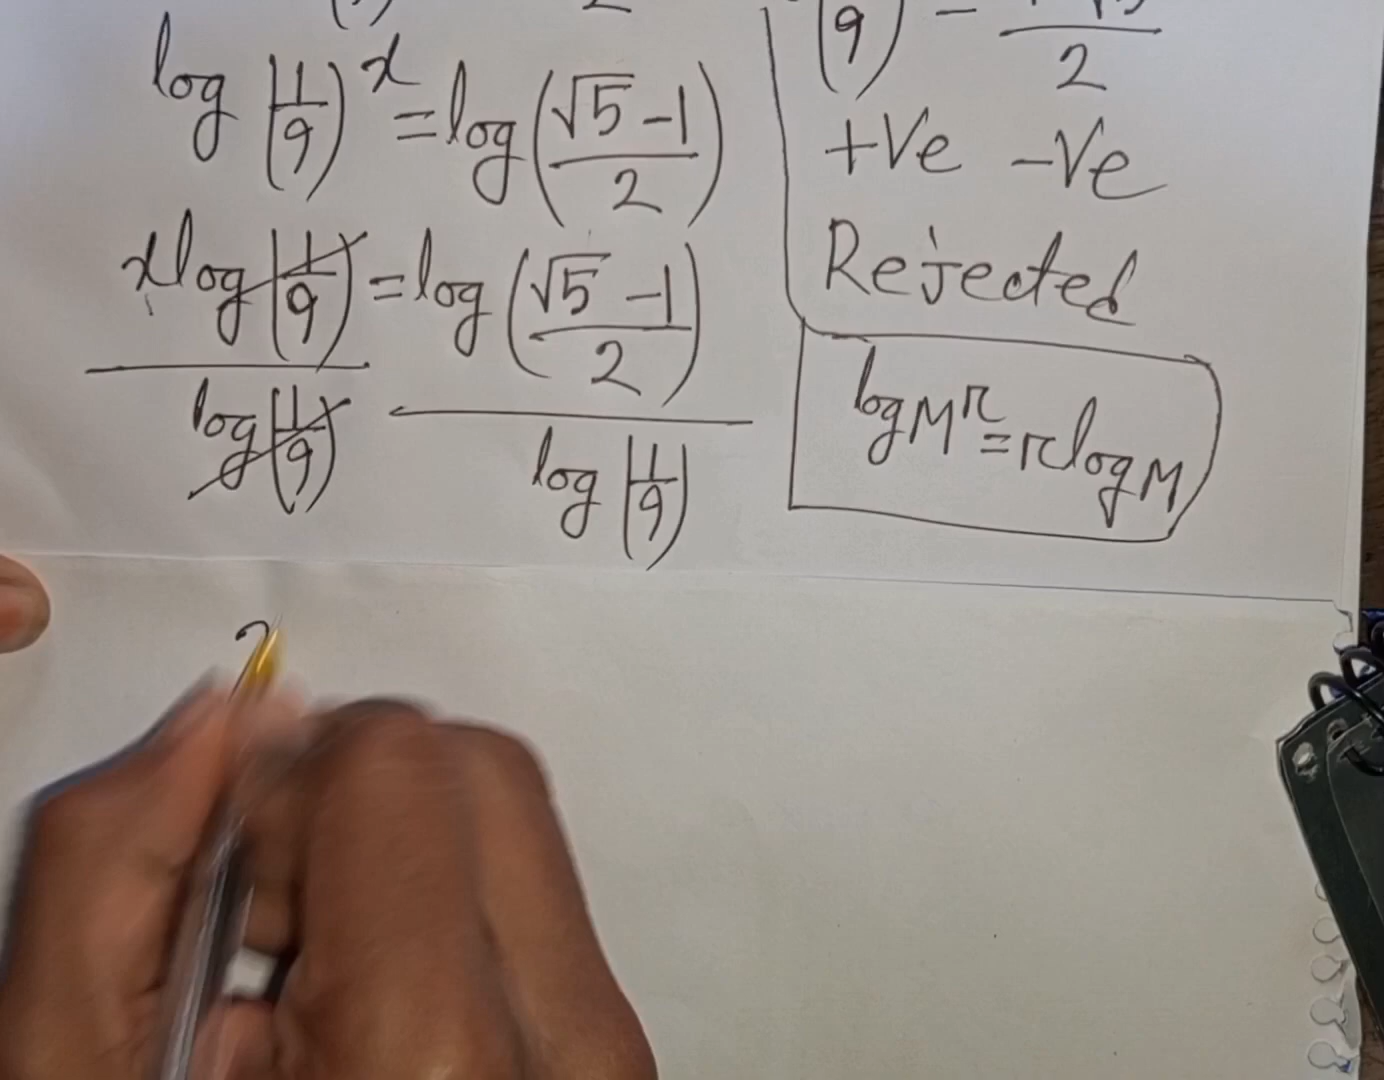 log (1/9)^x = log ((√5 - 1)/2)
x log (1/9) / log (1/9) = log ((√5 - 1)/2) / log (1/9)
2
+Ve -Ve
Rejected
log M^r = r log M